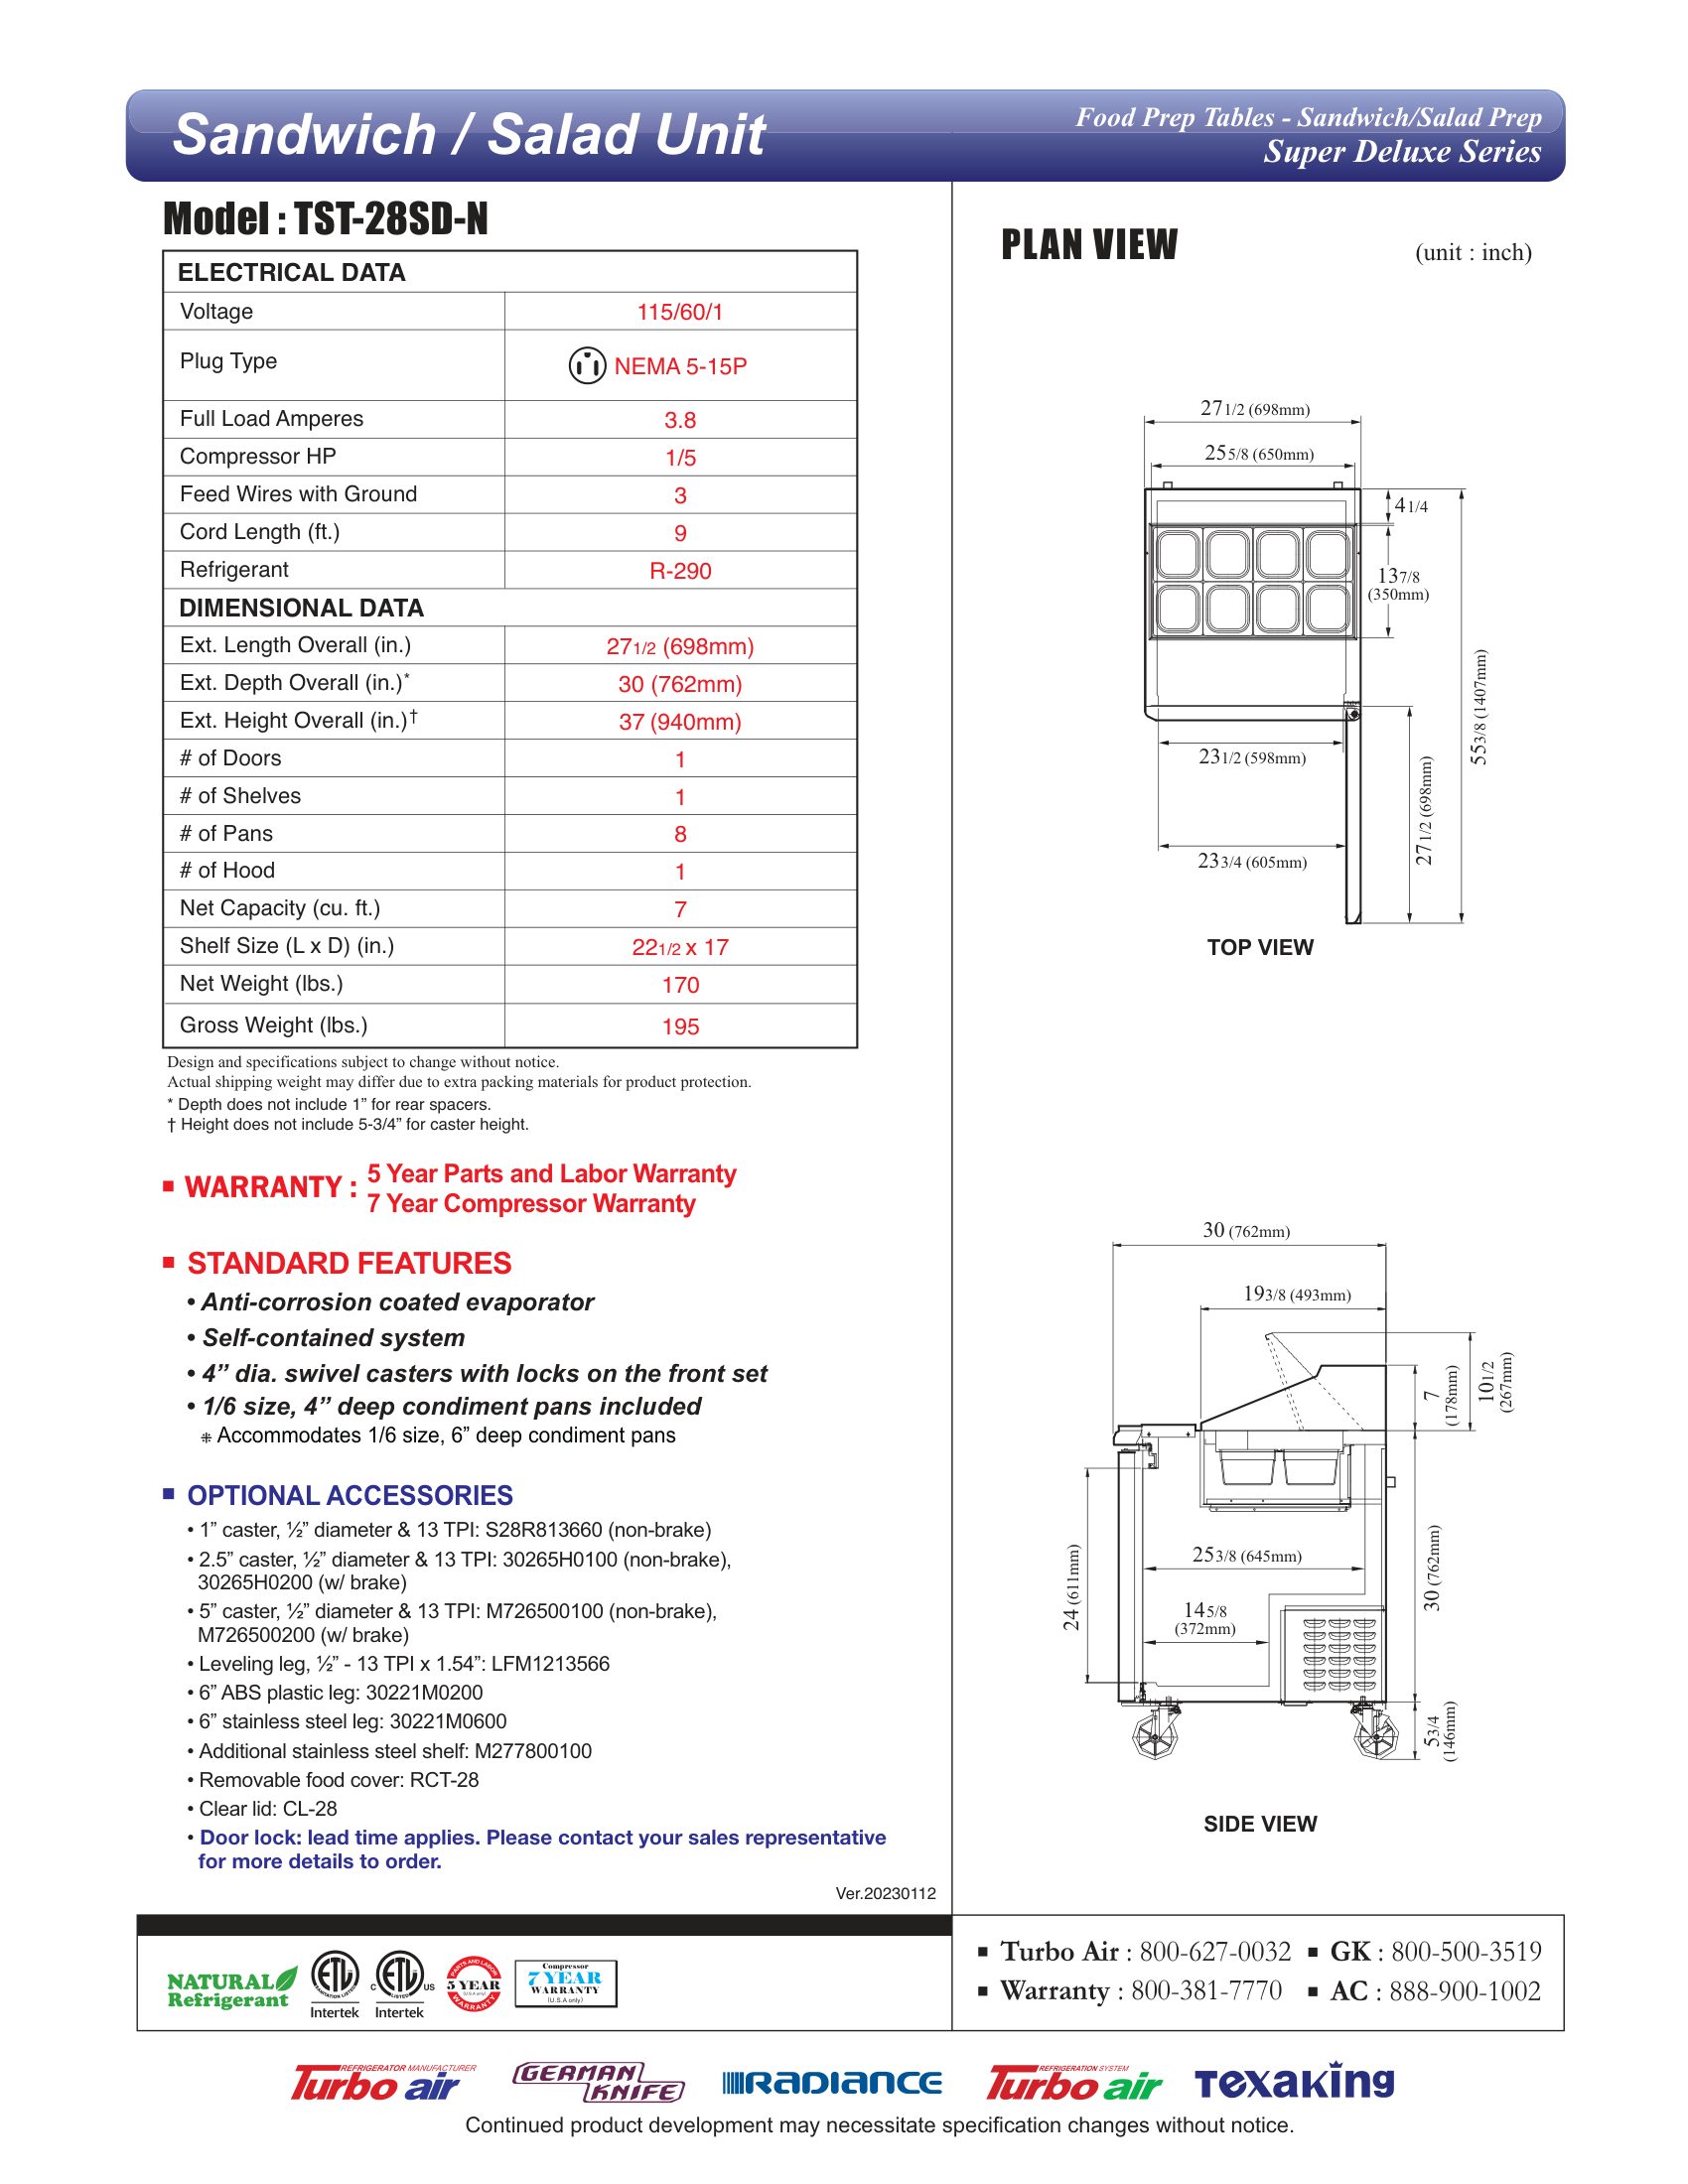 Sandwich / Salad Unit
Food Prep Tables - Sandwich/Salad Prep
Super Deluxe Series
Model : TST-28SD-N
ELECTRICAL DATA
Voltage 115/60/1
Plug Type NEMA 5-15P
Full Load Amperes 3.8
Compressor HP 1/5
Feed Wires with Ground 3
Cord Length (ft.) 9
Refrigerant R-290
DIMENSIONAL DATA
Ext. Length Overall (in.) 27 1/2 (698mm)
Ext. Depth Overall (in.)* 30 (762mm)
Ext. Height Overall (in.)† 37 (940mm)
# of Doors 1
# of Shelves 1
# of Pans 8
# of Hood 1
Net Capacity (cu. ft.) 7
Shelf Size (L x D) (in.) 22 1/2 x 17
Net Weight (lbs.) 170
Gross Weight (lbs.) 195
Design and specifications subject to change without notice.
Actual shipping weight may differ due to extra packing materials for product protection.
* Depth does not include 1” for rear spacers.
† Height does not include 5-3/4” for caster height.
■ WARRANTY : 5 Year Parts and Labor Warranty
7 Year Compressor Warranty
■ STANDARD FEATURES
• Anti-corrosion coated evaporator
• Self-contained system
• 4” dia. swivel casters with locks on the front set
• 1/6 size, 4” deep condiment pans included
⁜ Accommodates 1/6 size, 6” deep condiment pans
■ OPTIONAL ACCESSORIES
• 1” caster, ½” diameter & 13 TPI: S28R813660 (non-brake)
• 2.5” caster, ½” diameter & 13 TPI: 30265H0100 (non-brake),
30265H0200 (w/ brake)
• 5” caster, ½” diameter & 13 TPI: M726500100 (non-brake),
M726500200 (w/ brake)
• Leveling leg, ½” - 13 TPI x 1.54”: LFM1213566
• 6” ABS plastic leg: 30221M0200
• 6” stainless steel leg: 30221M0600
• Additional stainless steel shelf: M277800100
• Removable food cover: RCT-28
• Clear lid: CL-28
• Door lock: lead time applies. Please contact your sales representative
for more details to order.
Ver.20230112
PLAN VIEW
(unit : inch)
27 1/2 (698mm)
25 5/8 (650mm)
4 1/4
13 7/8
(350mm)
55 3/8 (1407mm)
23 1/2 (598mm)
27 1/2 (698mm)
23 3/4 (605mm)
TOP VIEW
30 (762mm)
19 3/8 (493mm)
7
(178mm)
10 1/2
(267mm)
24 (611mm)
25 3/8 (645mm)
30 (762mm)
14 5/8
(372mm)
5 3/4
(146mm)
SIDE VIEW
NATURAL
Refrigerant
ETL
SANITATION LISTED
Intertek
C ETL US
LISTED
Intertek
PARTS AND LABOR
5 YEAR
(U.S.A only)
WARRANTY
Compressor
7 YEAR
WARRANTY
(U.S.A only)
■ Turbo Air : 800-627-0032 ■ GK : 800-500-3519
■ Warranty : 800-381-7770 ■ AC : 888-900-1002
REFRIGERATOR MANUFACTURER
Turbo air
GERMAN
KNIFE
RADIANCE
REFRIGERATION SYSTEM
Turbo air
Texaking
Continued product development may necessitate specification changes without notice.